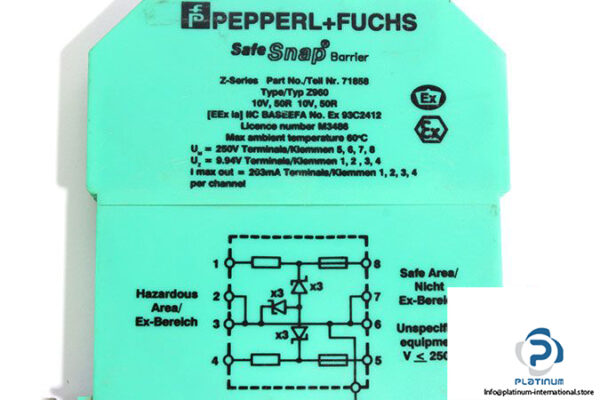 PEPPERL+FUCHS
Safe Snap® Barrier
Z-Series Part No./Teil Nr. 71858
Type/Typ Z960
10V, 50R 10V, 50R
[EEx ia] IIC BASEEFA No. Ex 93C2412
Licence number M3486
Max ambient temperature 60°C
Um = 250V Terminals/Klemmen 5, 6, 7, 8
Uz = 9.94V Terminals/Klemmen 1, 2, 3, 4
I max out = 203mA Terminals/Klemmen 1, 2, 3, 4
per channel
Ex
Ex
1
8
x3
x3
2
7
3
6
x3
4
5
Hazardous
Area/
Ex-Bereich
Safe Area/
Nicht
Ex-Bereic
Unspecif
equipme
V ≤ 250
PLATINUM
info@platinum-international.store